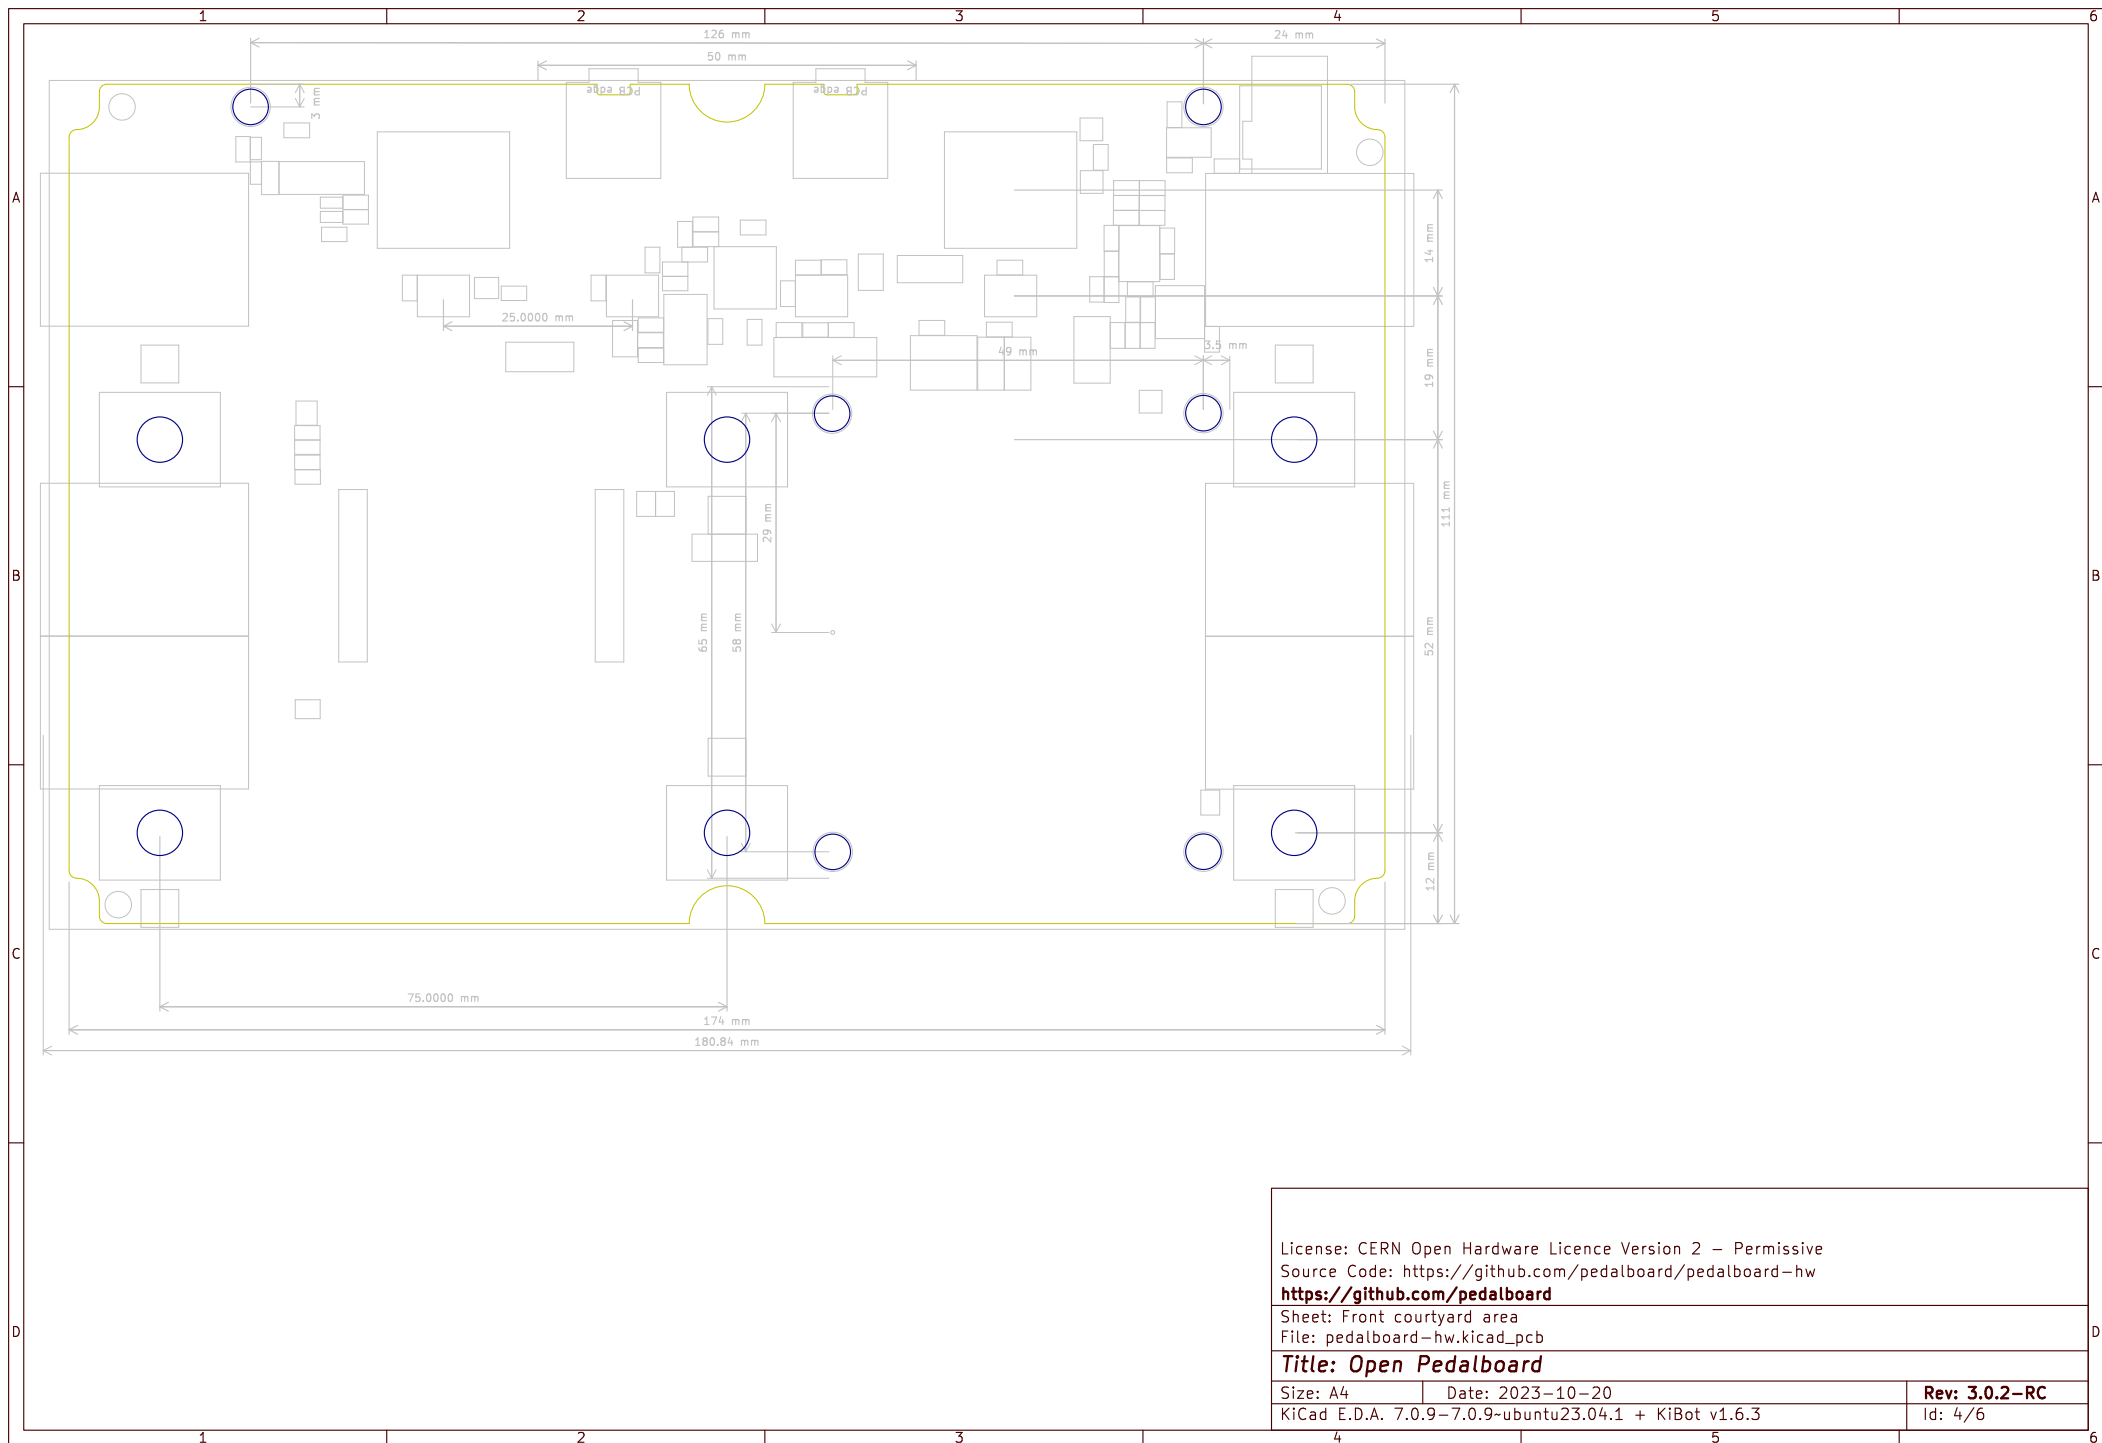 1 2 3 4 5 6
126 mm
24 mm
50 mm
PCB edge
PCB edge
3 mm
A
A
14 mm
25.0000 mm
3.5 mm
49 mm
19 mm
111 mm
29 mm
B
B
65 mm
58 mm
52 mm
12 mm
C
C
75.0000 mm
174 mm
180.84 mm
License: CERN Open Hardware Licence Version 2 - Permissive
Source Code: https://github.com/pedalboard/pedalboard-hw
https://github.com/pedalboard
Sheet: Front courtyard area
File: pedalboard-hw.kicad_pcb
D
D
Title: Open Pedalboard
Size: A4
Date: 2023-10-20
Rev: 3.0.2-RC
KiCad E.D.A. 7.0.9-7.0.9~ubuntu23.04.1 + KiBot v1.6.3
Id: 4/6
1 2 3 4 5 6